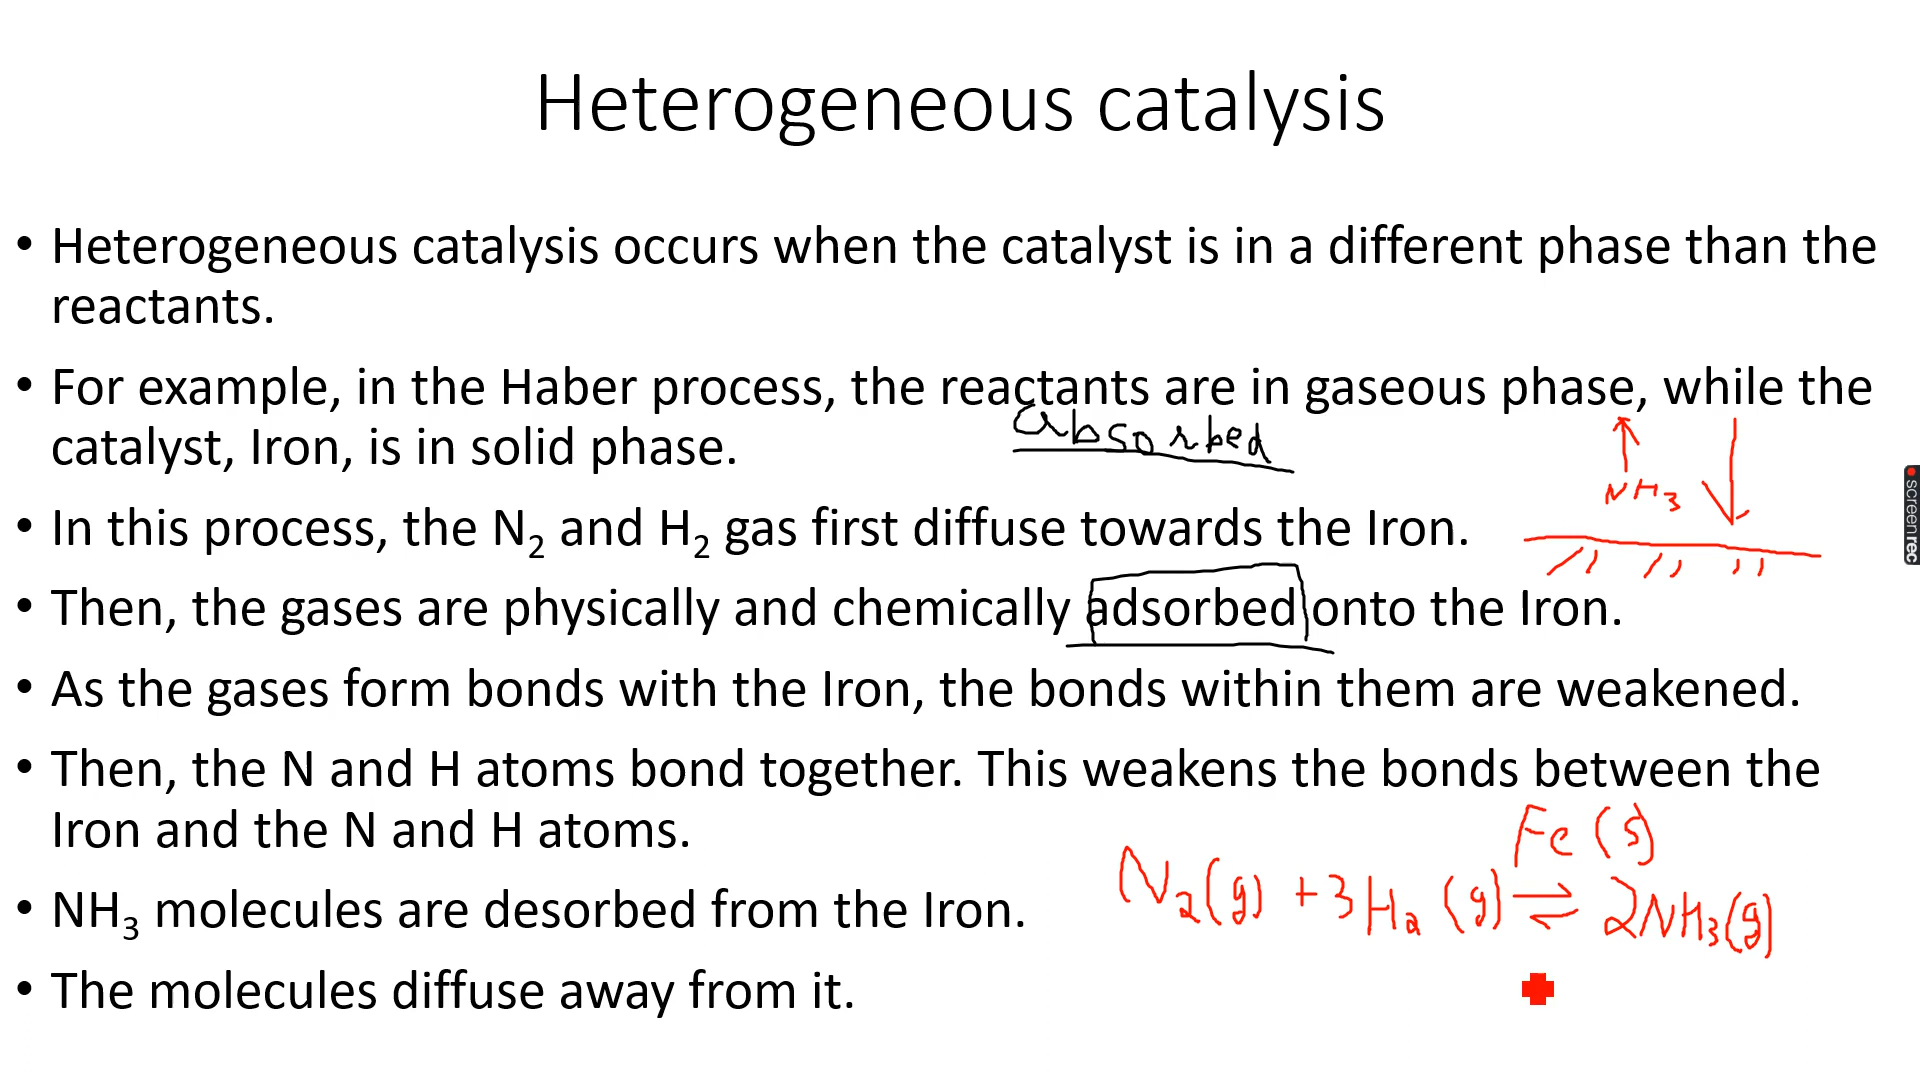 Heterogeneous catalysis
• Heterogeneous catalysis occurs when the catalyst is in a different phase than the
reactants.
• For example, in the Haber process, the reactants are in gaseous phase, while the
catalyst, Iron, is in solid phase.
absorbed
NH₃
• In this process, the N₂ and H₂ gas first diffuse towards the Iron.
• Then, the gases are physically and chemically adsorbed onto the Iron.
• As the gases form bonds with the Iron, the bonds within them are weakened.
• Then, the N and H atoms bond together. This weakens the bonds between the
Iron and the N and H atoms.
Fe (s)
N₂(g) + 3H₂ (g) ⇌ 2NH₃(g)
• NH₃ molecules are desorbed from the Iron.
• The molecules diffuse away from it.
screenrec